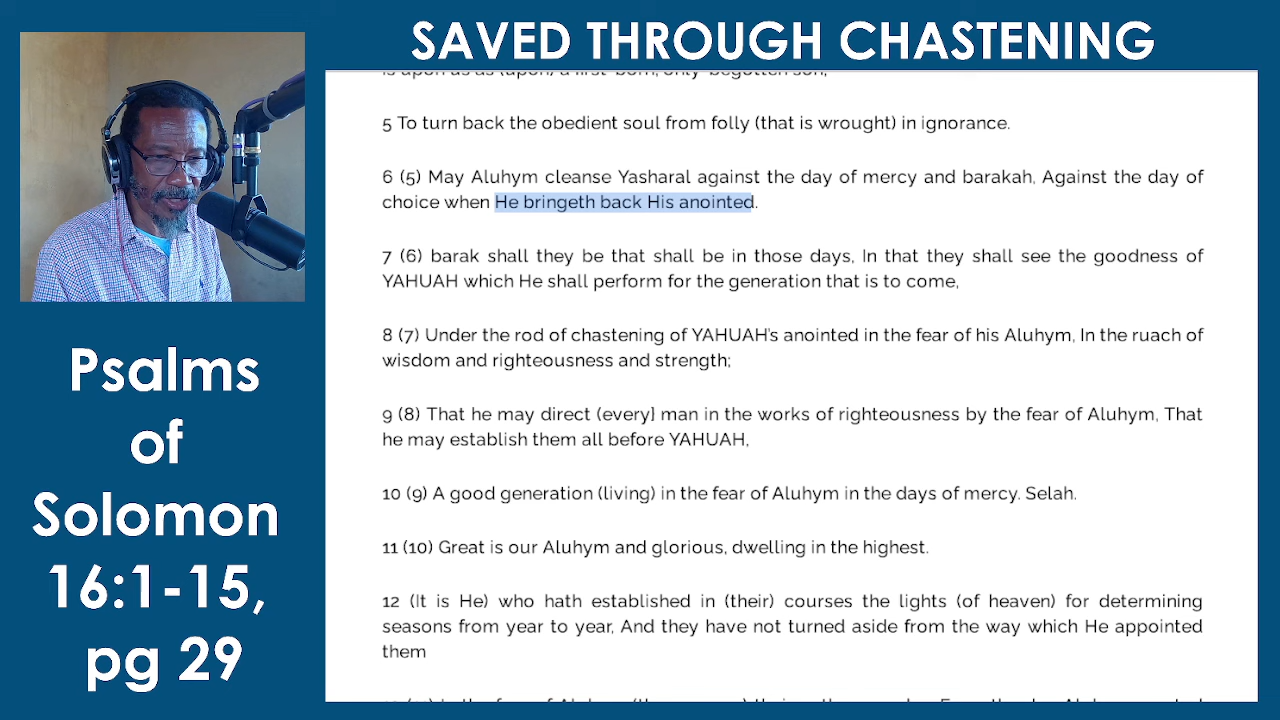 SAVED THROUGH CHASTENING
is upon us as (upon) a first-born, only-begotten son,
5 To turn back the obedient soul from folly (that is wrought) in ignorance.
6 (5) May Aluhym cleanse Yasharal against the day of mercy and barakah, Against the day of
choice when He bringeth back His anointed.
7 (6) barak shall they be that shall be in those days, In that they shall see the goodness of
YAHUAH which He shall perform for the generation that is to come,
8 (7) Under the rod of chastening of YAHUAH's anointed in the fear of his Aluhym, In the ruach of
wisdom and righteousness and strength;
9 (8) That he may direct (every] man in the works of righteousness by the fear of Aluhym, That
he may establish them all before YAHUAH,
10 (9) A good generation (living) in the fear of Aluhym in the days of mercy. Selah.
11 (10) Great is our Aluhym and glorious, dwelling in the highest.
12 (It is He) who hath established in (their) courses the lights (of heaven) for determining
seasons from year to year, And they have not turned aside from the way which He appointed
them
Psalms
of
Solomon
16:1-15,
pg 29